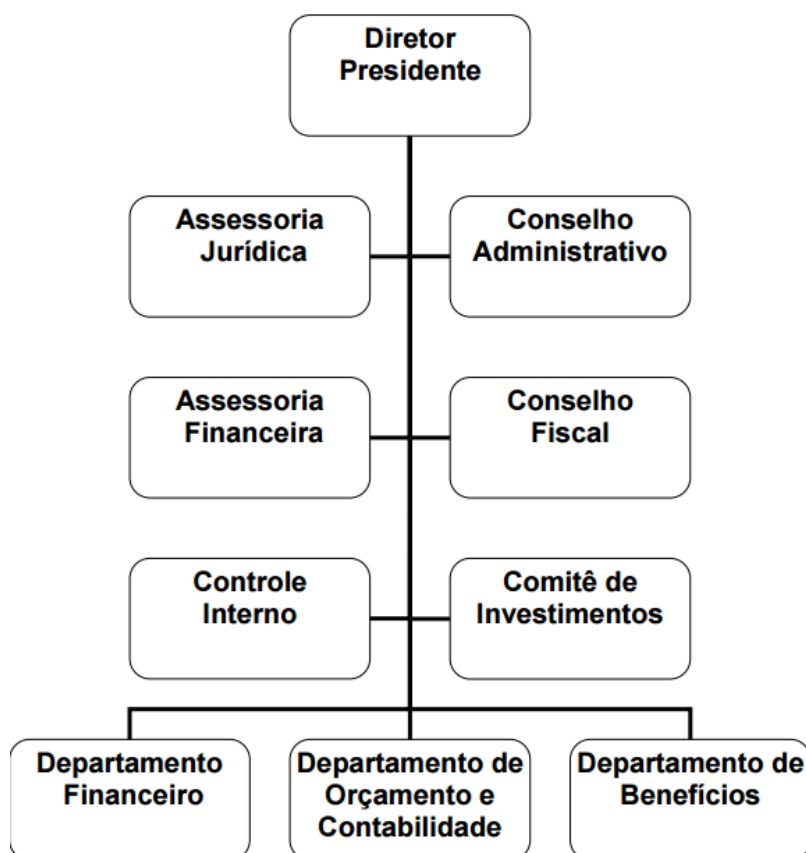 Diretor
Presidente
Assessoria
Jurídica
Conselho
Administrativo
Assessoria
Financeira
Conselho
Fiscal
Controle
Interno
Comitê de
Investimentos
Departamento
Financeiro
Departamento de
Orçamento e
Contabilidade
Departamento de
Benefícios